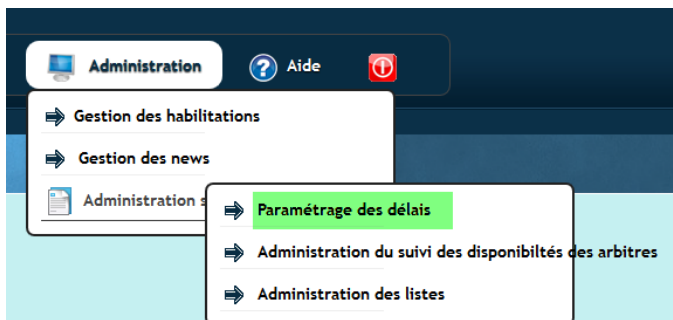 Administration
Aide
Gestion des habilitations
Gestion des news
Administration s
Paramétrage des délais
Administration du suivi des disponibiltés des arbitres
Administration des listes